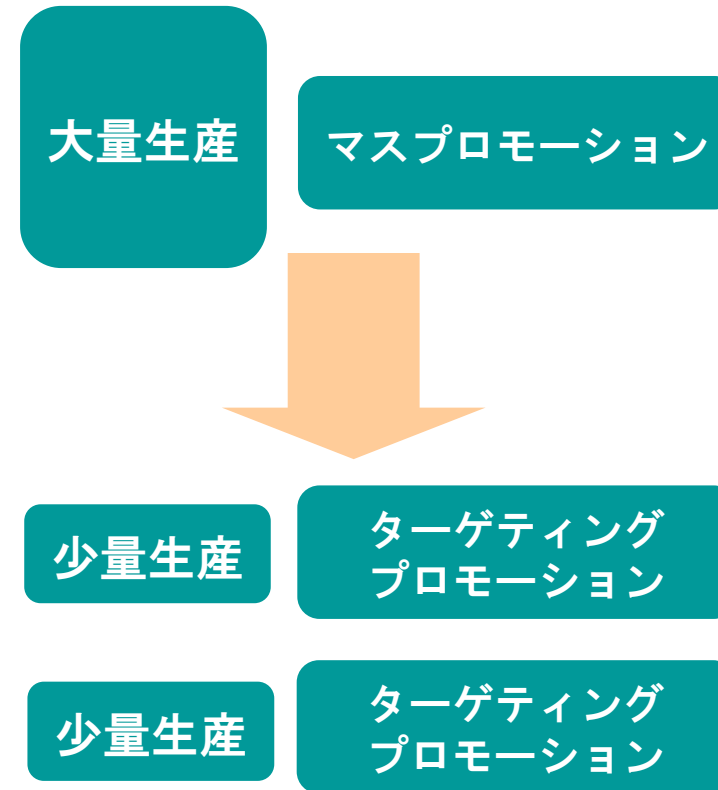 大量生産
マスプロモーション
少量生産
ターゲティング
プロモーション
少量生産
ターゲティング
プロモーション